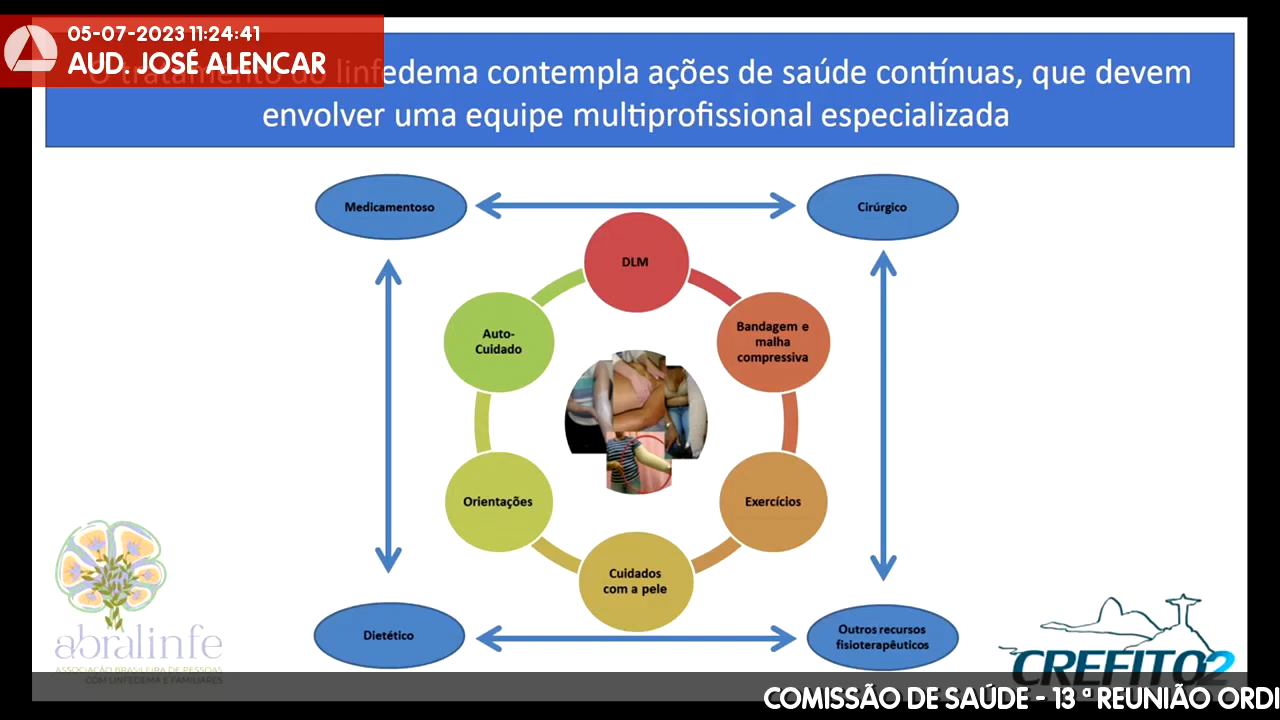 05-07-2023 11:24:41
AUD. JOSÉ ALENCAR
O tratamento do linfedema contempla ações de saúde contínuas, que devem
envolver uma equipe multiprofissional especializada
Medicamentoso
Cirúrgico
DLM
Auto-
Cuidado
Bandagem e
malha
compressiva
Orientações
Exercícios
Cuidados
com a pele
Dietético
Outros recursos
fisioterapêuticos
abralinfe
ASSOCIAÇÃO BRASILEIRA DE PESSOAS
COM LINFEDEMA E FAMILIARES
CREFITO2
COMISSÃO DE SAÚDE - 13 ª REUNIÃO ORDI